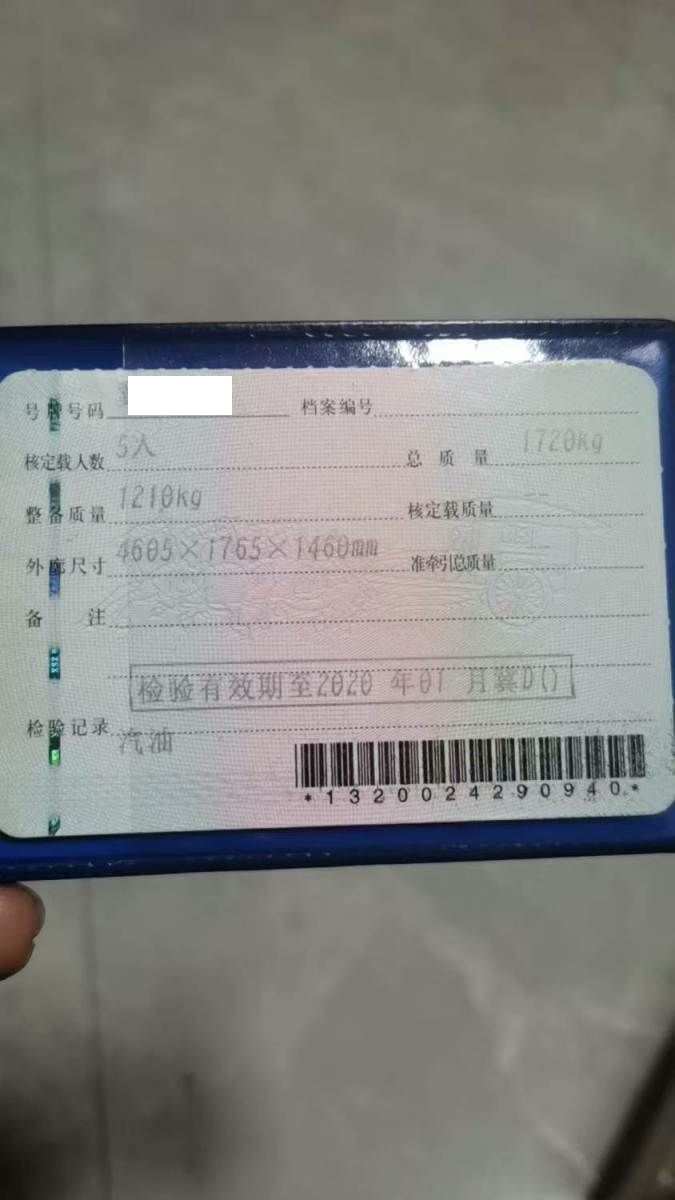 号牌号码 档案编号
核定载人数 5人 总质量 1720kg
整备质量 1210kg 核定载质量 --
外廓尺寸 4605×1765×1460mm 准牵引总质量 --
备注
检验有效期至2020年01月冀D()
检验记录 汽油
*1320024290940*